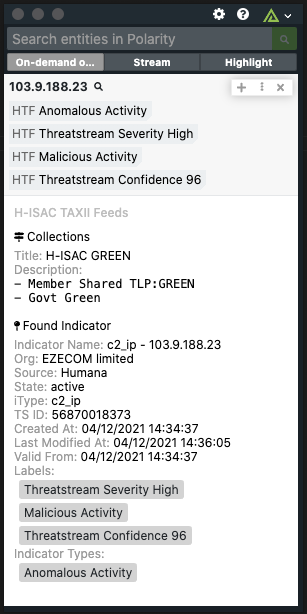 Search entities in Polarity
On-demand o...
Stream
Highlight
103.9.188.23
HTF Anomalous Activity
HTF Threatstream Severity High
HTF Malicious Activity
HTF Threatstream Confidence 96
H-ISAC TAXII Feeds
Collections
Title: H-ISAC GREEN
Description:
- Member Shared TLP:GREEN
- Govt Green
Found Indicator
Indicator Name: c2_ip - 103.9.188.23
Org: EZECOM limited
Source: Humana
State: active
iType: c2_ip
TS ID: 56870018373
Created At: 04/12/2021 14:34:37
Last Modified At: 04/12/2021 14:36:05
Valid From: 04/12/2021 14:34:37
Labels:
Threatstream Severity High
Malicious Activity
Threatstream Confidence 96
Indicator Types:
Anomalous Activity